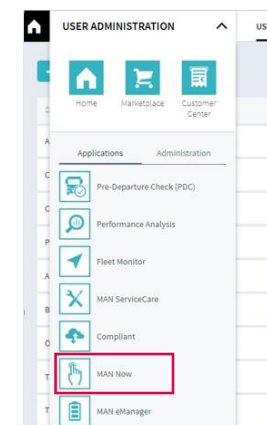 USER ADMINISTRATION
US
Home
Marketplace
Customer
Center
Applications
Administration
Pre-Departure Check (PDC)
Performance Analysis
Fleet Monitor
MAN ServiceCare
Compliant
MAN Now
MAN eManager
A
C
C
P
A
B
T
T